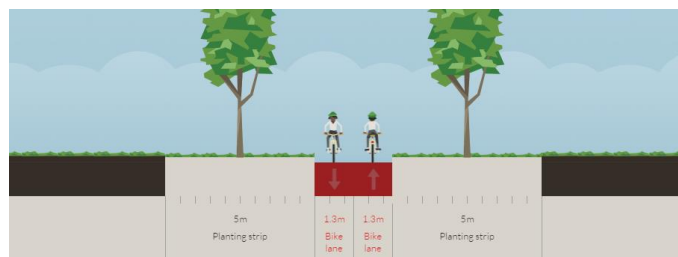 5m
Planting strip
1.3m
Bike
lane
1.3m
Bike
lane
5m
Planting strip